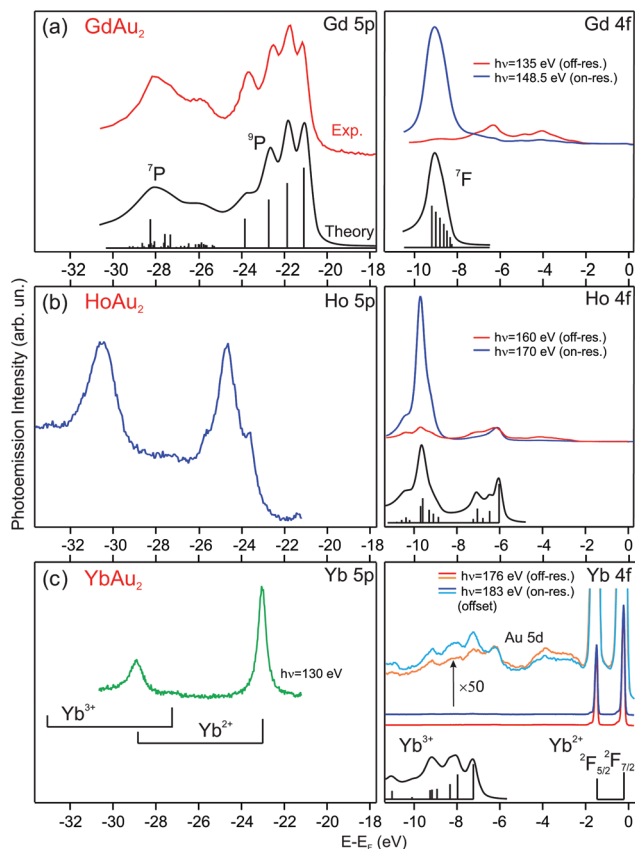 (a) GdAu₂ Gd 5p
Exp.
⁹P
⁷P
Theory
-32 -30 -28 -26 -24 -22 -20 -18
Gd 4f
hν=135 eV (off-res.)
hν=148.5 eV (on-res.)
⁷F
-10 -8 -6 -4 -2 0
Photoemission Intensity (arb. un.)
(b) HoAu₂ Ho 5p
-32 -30 -28 -26 -24 -22 -20 -18
Ho 4f
hν=160 eV (off-res.)
hν=170 eV (on-res.)
-10 -8 -6 -4 -2 0
(c) YbAu₂ Yb 5p
hν=130 eV
Yb³⁺
Yb²⁺
-32 -30 -28 -26 -24 -22 -20 -18
hν=176 eV (off-res.) Yb 4f
hν=183 eV (on-res.)
(offset)
Au 5d
×50
Yb³⁺ Yb²⁺
²F₅/₂ ²F₇/₂
-10 -8 -6 -4 -2 0
E-E_F (eV)